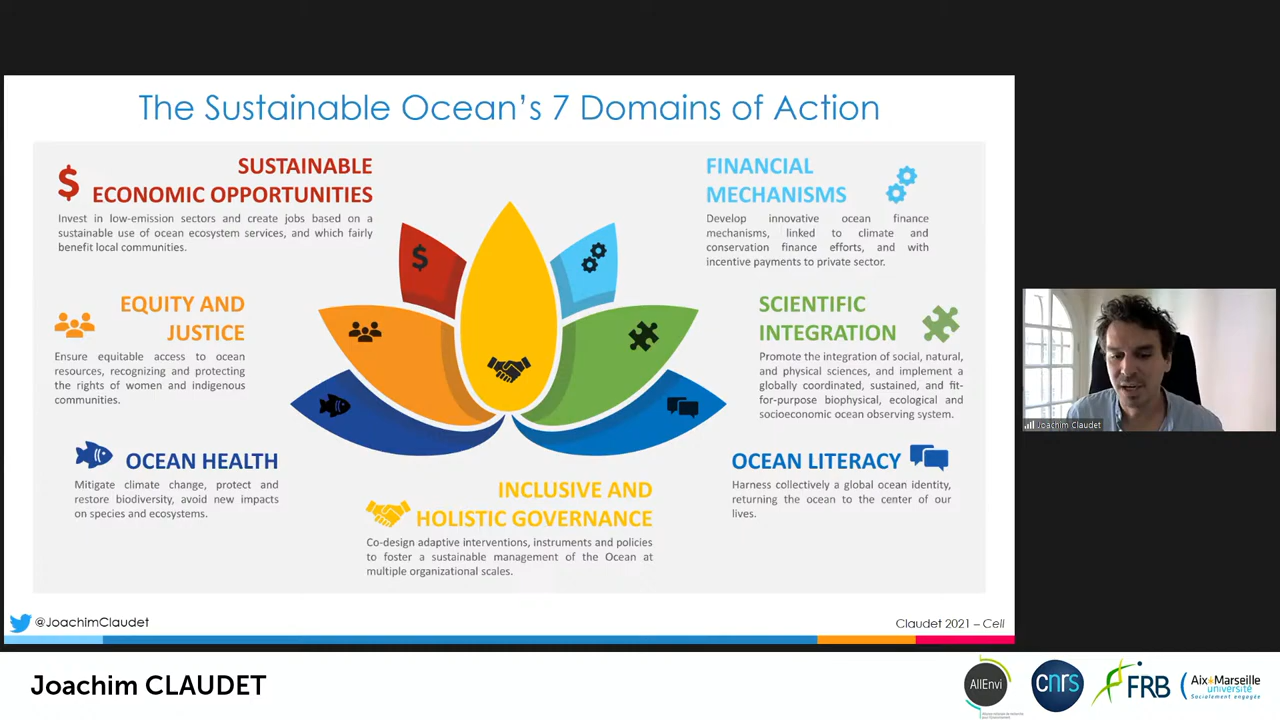 The Sustainable Ocean's 7 Domains of Action
$
SUSTAINABLE
ECONOMIC OPPORTUNITIES
Invest in low-emission sectors and create jobs based on a
sustainable use of ocean ecosystem services, and which fairly
benefit local communities.
FINANCIAL
MECHANISMS
Develop innovative ocean finance
mechanisms, linked to climate and
conservation finance efforts, and with
incentive payments to private sector.
$
EQUITY AND
JUSTICE
Ensure equitable access to ocean
resources, recognizing and protecting
the rights of women and indigenous
communities.
SCIENTIFIC
INTEGRATION
Promote the integration of social, natural,
and physical sciences, and implement a
globally coordinated, sustained, and fit-
for-purpose biophysical, ecological and
socioeconomic ocean observing system.
OCEAN HEALTH
Mitigate climate change, protect and
restore biodiversity, avoid new impacts
on species and ecosystems.
OCEAN LITERACY
Harness collectively a global ocean identity,
returning the ocean to the center of our
lives.
INCLUSIVE AND
HOLISTIC GOVERNANCE
Co-design adaptive interventions, instruments and policies
to foster a sustainable management of the Ocean at
multiple organizational scales.
@JoachimClaudet
Claudet 2021 – Cell
Joachim Claudet
Joachim CLAUDET
AllEnvi
cnrs
FRB
Aix Marseille
université
Socialement engagée